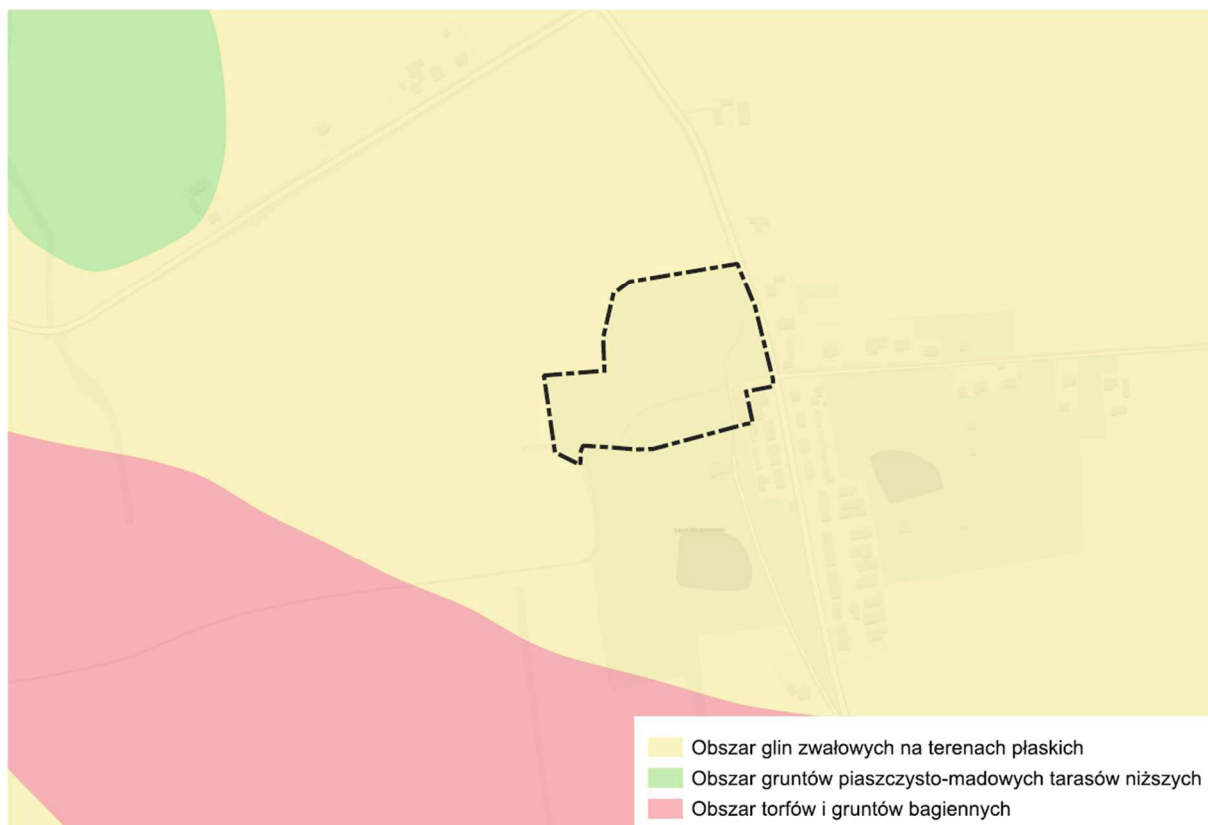 Obszar glin zwałowych na terenach płaskich
Obszar gruntów piaszczysto-madowych tarasów niższych
Obszar torfów i gruntów bagiennych